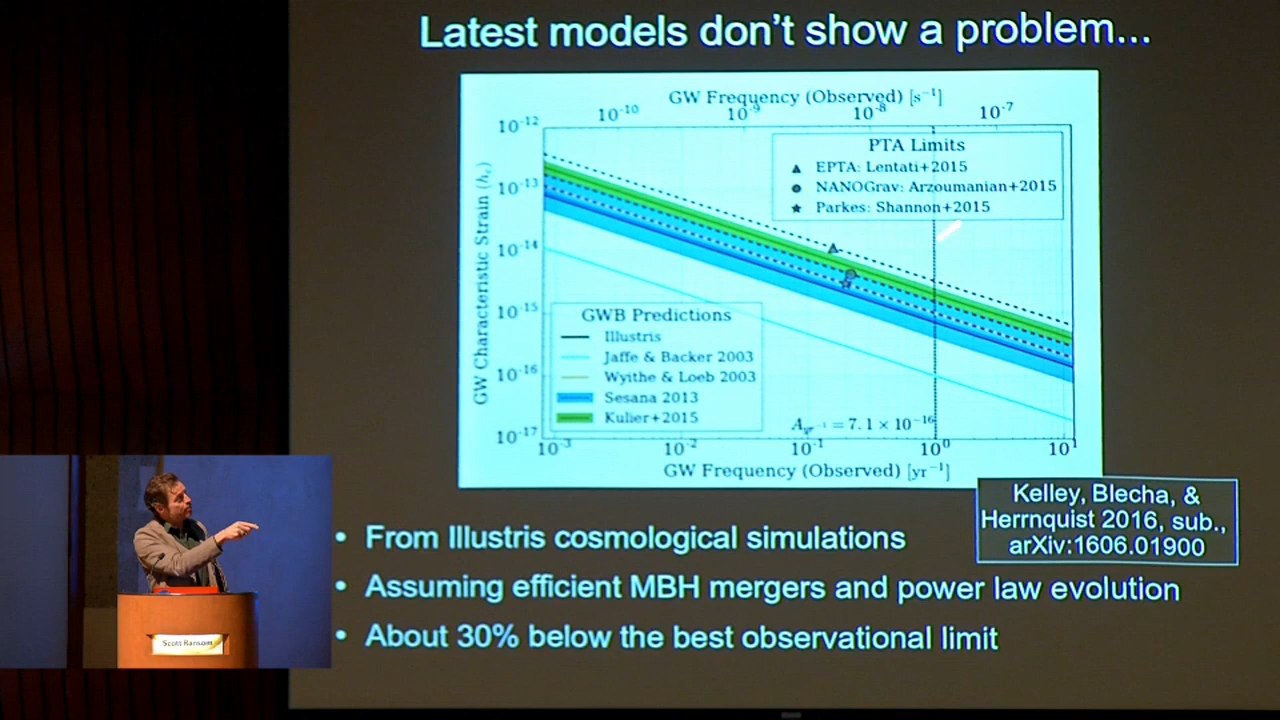 Latest models don't show a problem...
GW Frequency (Observed) [s⁻¹]
10⁻¹⁰ 10⁻⁹ 10⁻⁸ 10⁻⁷
GW Characteristic Strain (h_c)
10⁻¹²
10⁻¹³
10⁻¹⁴
10⁻¹⁵
10⁻¹⁶
10⁻¹⁷
PTA Limits
EPTA: Lentati+2015
NANOGrav: Arzoumanian+2015
Parkes: Shannon+2015
GWB Predictions
Illustris
Jaffe & Backer 2003
Wyithe & Loeb 2003
Sesana 2013
Kulier+2015
A_yr⁻¹ = 7.1 × 10⁻¹⁶
10⁻³ 10⁻² 10⁻¹ 10⁰ 10¹
GW Frequency (Observed) [yr⁻¹]
Kelley, Blecha, &
Herrnquist 2016, sub.,
arXiv:1606.01900
• From Illustris cosmological simulations
• Assuming efficient MBH mergers and power law evolution
• About 30% below the best observational limit
Scott Ransom